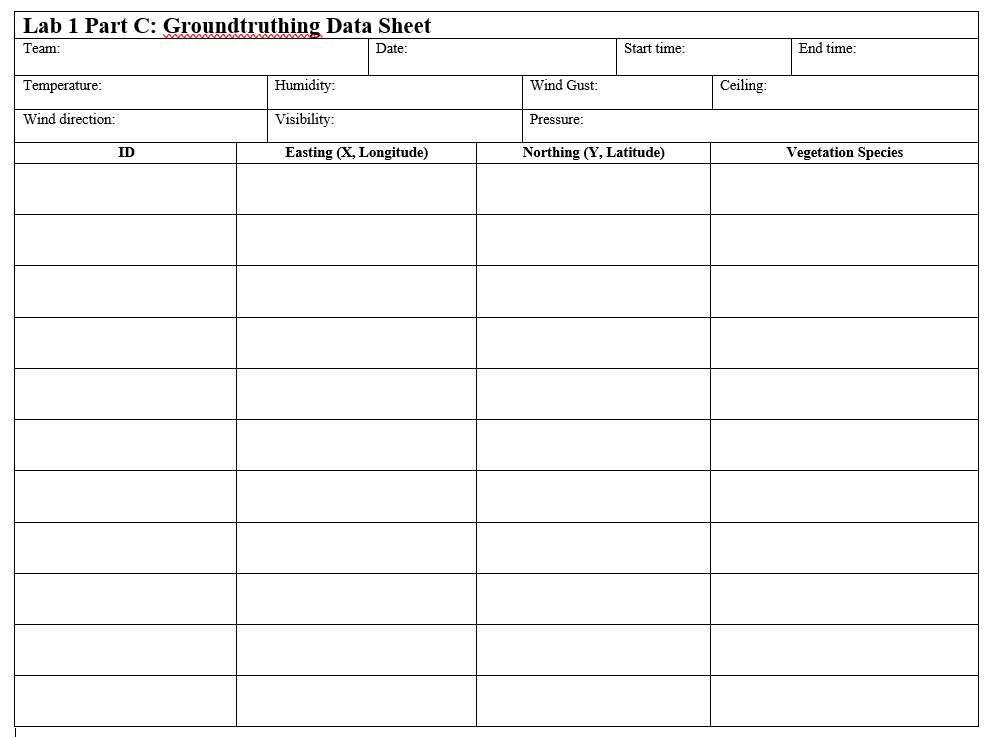 Lab 1 Part C: Groundtruthing Data Sheet
Team: Date: Start time: End time:
Temperature: Humidity: Wind Gust: Ceiling:
Wind direction: Visibility: Pressure:
ID Easting (X, Longitude) Northing (Y, Latitude) Vegetation Species